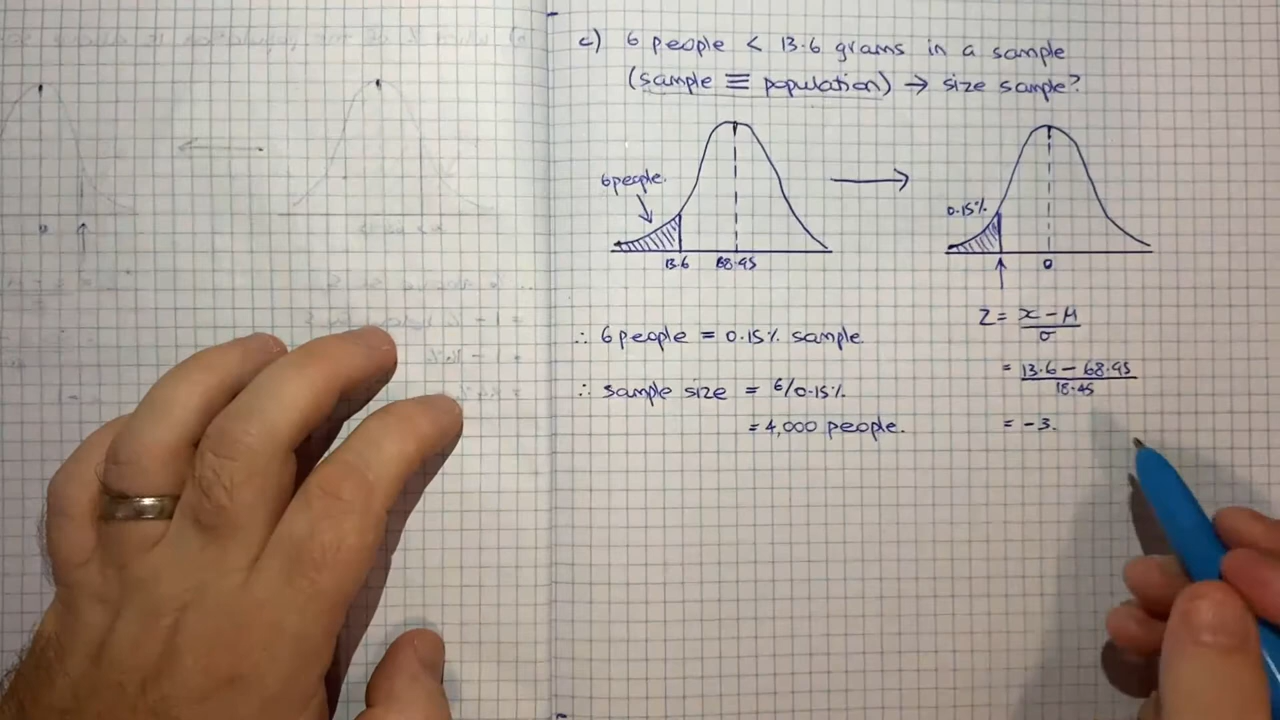 c) 6 people < 13.6 grams in a sample
(sample ≡ population) → size sample?
6 people.
13.6 68.95
0.15%
0
∴ 6 people = 0.15% sample.
∴ sample size = 6/0.15%
= 4,000 people.
Z = x - μ / σ
= 13.6 - 68.95 / 18.45
= -3.